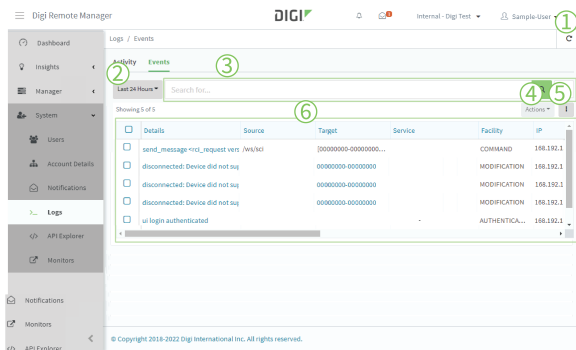 Digi Remote Manager
DIGI
Internal - Digi Test
Sample-User
1
Dashboard
Insights
Manager
System
Users
Account Details
Notifications
Logs
API Explorer
Monitors
Notifications
Monitors
API Explorer
Logs / Events
Activity Events
2
3
Last 24 Hours
Search for...
4
5
Showing 5 of 5
6
Actions
Details Source Target Service Facility IP
send_message <rci_request vers /ws/sci [00000000-00000000... COMMAND 168.192.1
disconnected: Device did not sup 00000000-00000000 MODIFICATION 168.192.1
disconnected: Device did not sup 00000000-00000000 MODIFICATION 168.192.1
disconnected: Device did not sup 00000000-00000000 MODIFICATION 168.192.1
ui login authenticated - AUTHENTICA... 168.192.1
© Copyright 2018-2022 Digi International Inc. All rights reserved.